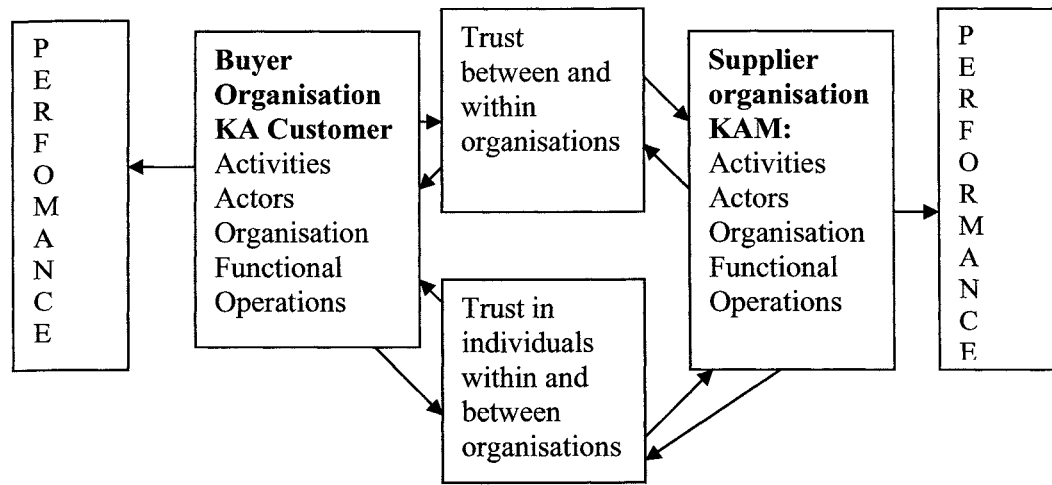 P
E
R
F
O
M
A
N
C
E
Buyer
Organisation
KA Customer
Activities
Actors
Organisation
Functional
Operations
Trust
between and
within
organisations
Trust in
individuals
within and
between
organisations
Supplier
organisation
KAM:
Activities
Actors
Organisation
Functional
Operations
P
E
R
F
O
R
M
A
N
C
E